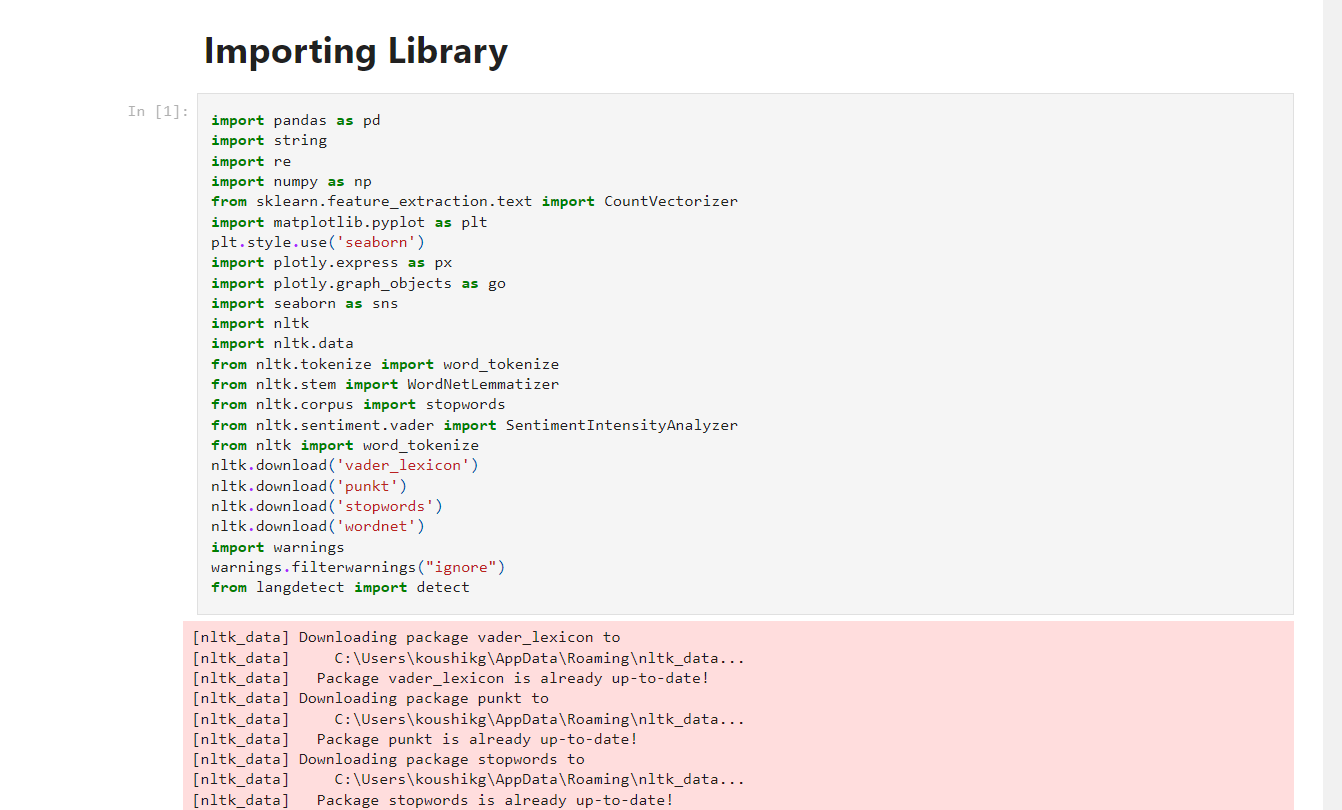 Importing Library
In [1]:
import pandas as pd
import string
import re
import numpy as np
from sklearn.feature_extraction.text import CountVectorizer
import matplotlib.pyplot as plt
plt.style.use('seaborn')
import plotly.express as px
import plotly.graph_objects as go
import seaborn as sns
import nltk
import nltk.data
from nltk.tokenize import word_tokenize
from nltk.stem import WordNetLemmatizer
from nltk.corpus import stopwords
from nltk.sentiment.vader import SentimentIntensityAnalyzer
from nltk import word_tokenize
nltk.download('vader_lexicon')
nltk.download('punkt')
nltk.download('stopwords')
nltk.download('wordnet')
import warnings
warnings.filterwarnings("ignore")
from langdetect import detect
[nltk_data] Downloading package vader_lexicon to
[nltk_data]     C:\Users\koushikg\AppData\Roaming\nltk_data...
[nltk_data]   Package vader_lexicon is already up-to-date!
[nltk_data] Downloading package punkt to
[nltk_data]     C:\Users\koushikg\AppData\Roaming\nltk_data...
[nltk_data]   Package punkt is already up-to-date!
[nltk_data] Downloading package stopwords to
[nltk_data]     C:\Users\koushikg\AppData\Roaming\nltk_data...
[nltk_data]   Package stopwords is already up-to-date!